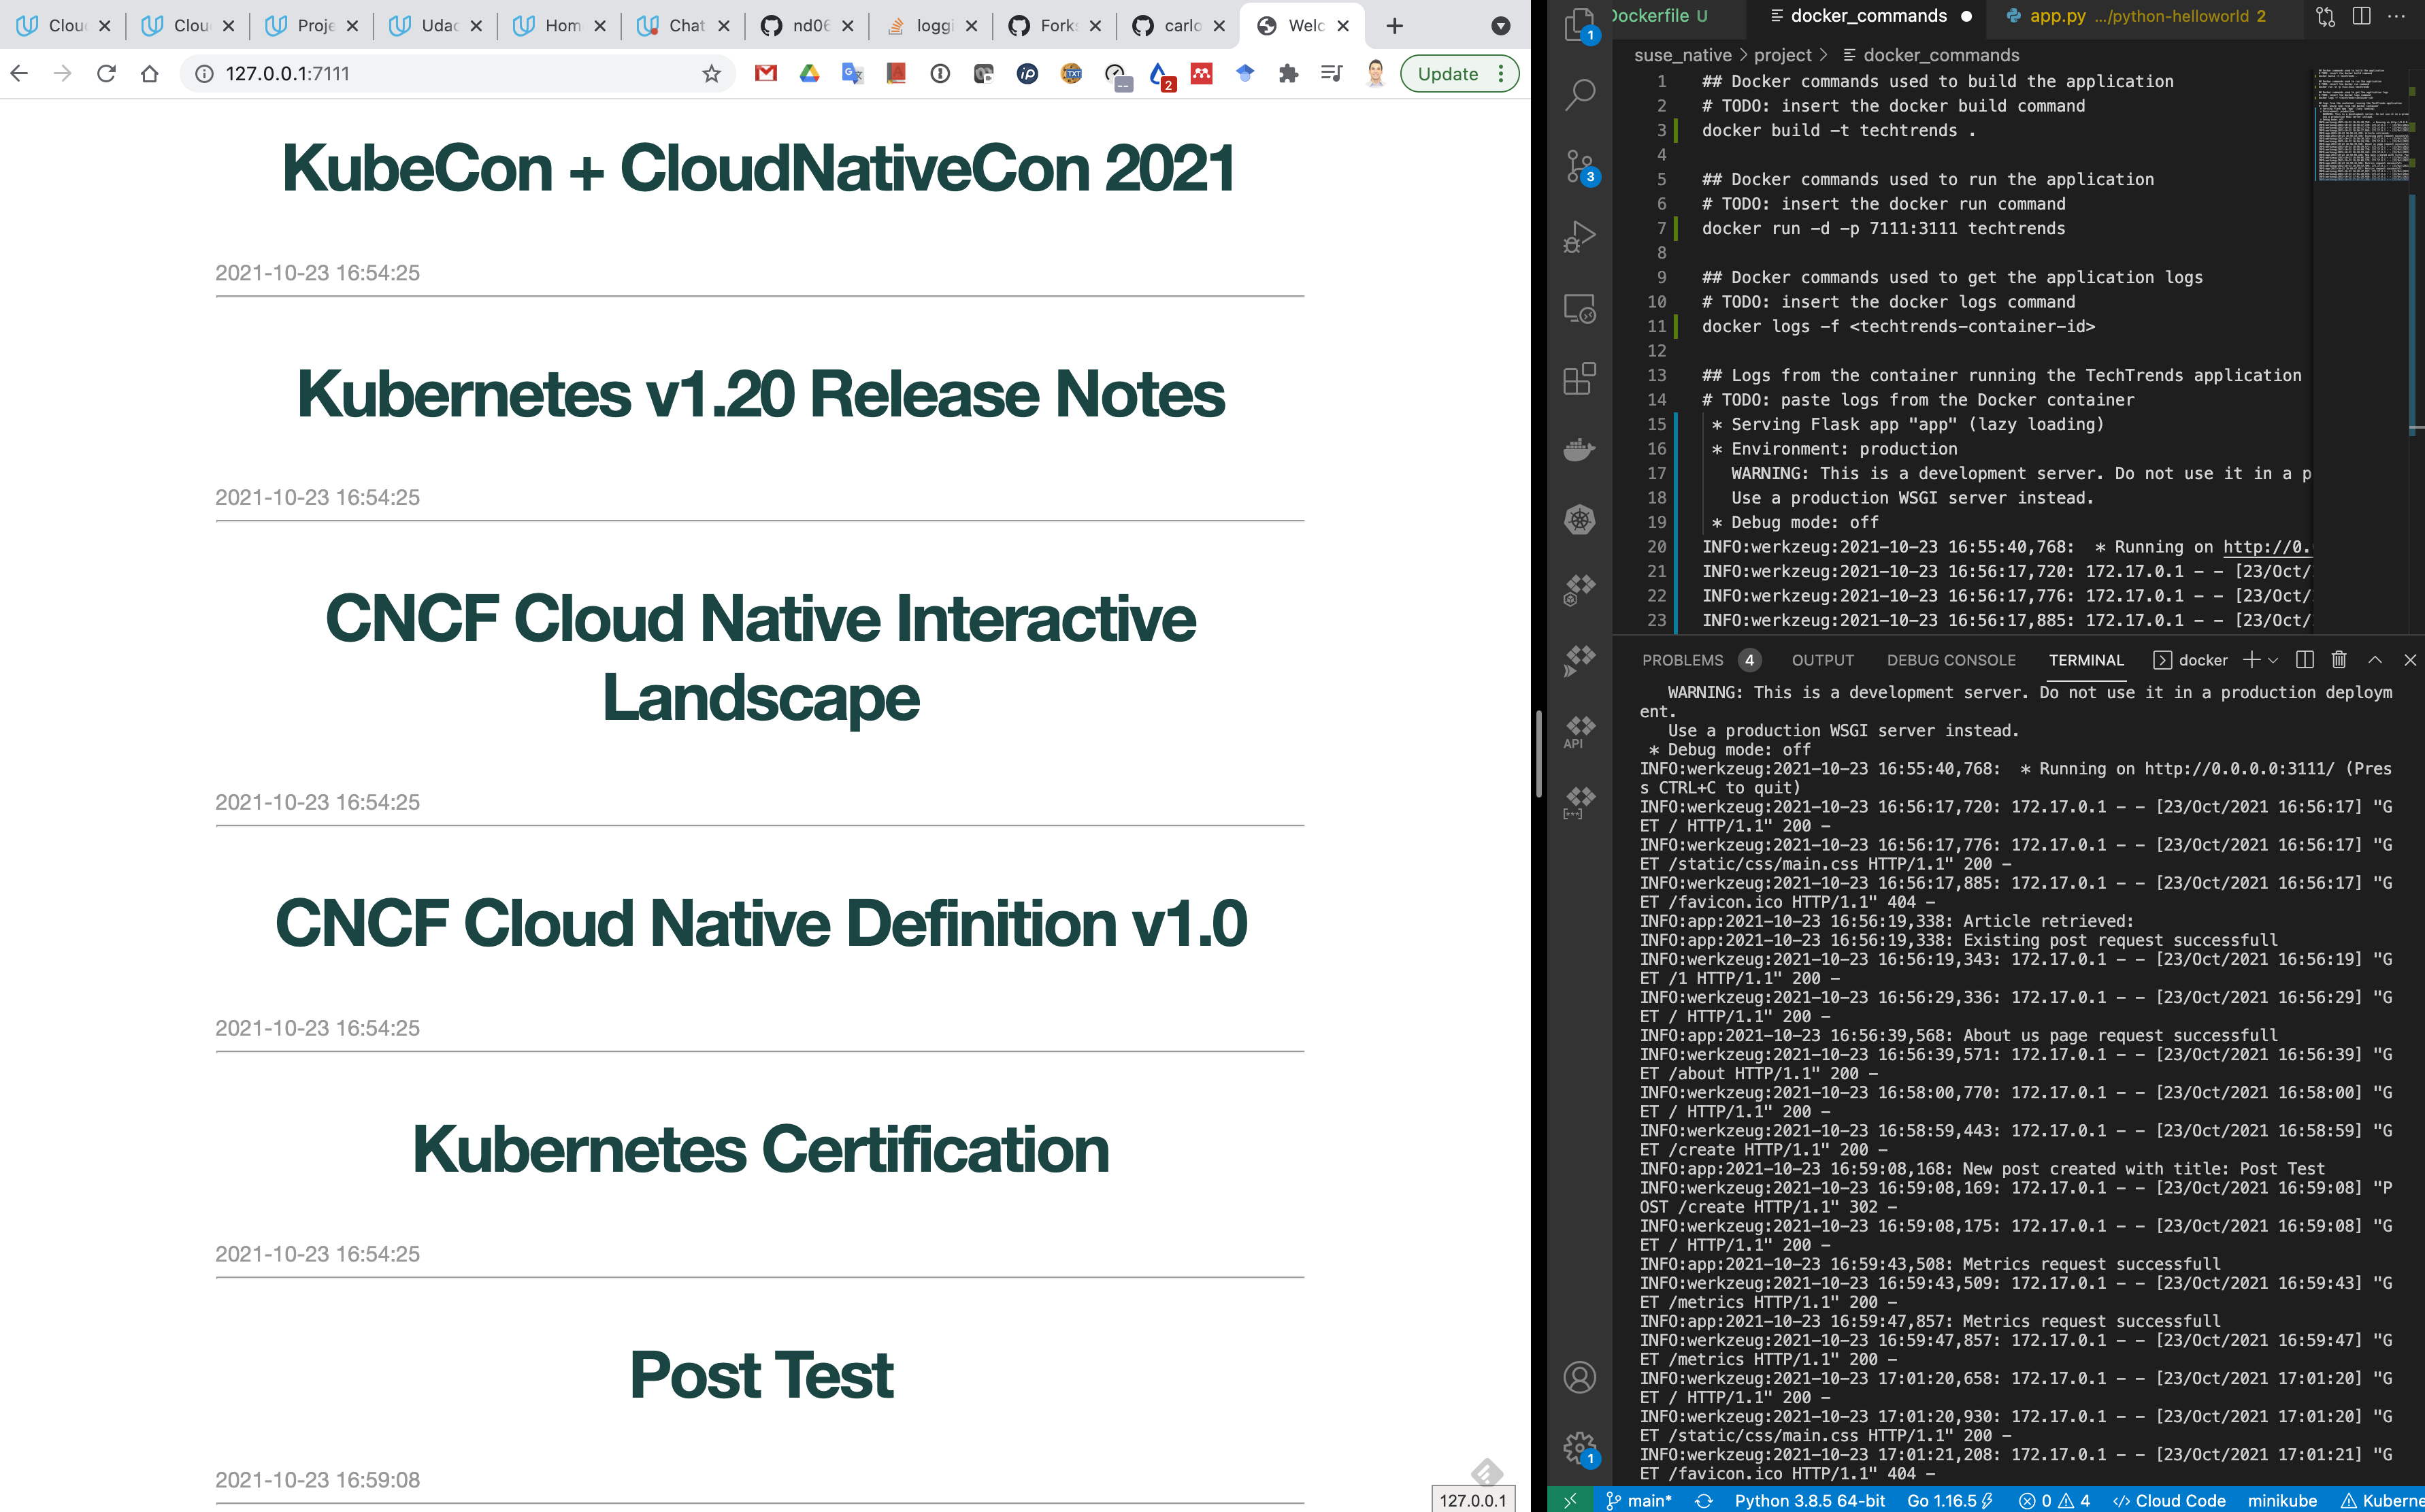 Clou
Clou
Proje
Udac
Hom
Chat
nd06
loggi
Forks
carlo
Welc
127.0.0.1:7111
Update
2
KubeCon + CloudNativeCon 2021
2021-10-23 16:54:25
Kubernetes v1.20 Release Notes
2021-10-23 16:54:25
CNCF Cloud Native Interactive
Landscape
2021-10-23 16:54:25
CNCF Cloud Native Definition v1.0
2021-10-23 16:54:25
Kubernetes Certification
2021-10-23 16:54:25
Post Test
2021-10-23 16:59:08
127.0.0.1
1
3
API
1
Dockerfile U
docker_commands
app.py .../python-helloworld 2
suse_native > project > docker_commands
1 ## Docker commands used to build the application
2 # TODO: insert the docker build command
3 docker build -t techtrends .
4
5 ## Docker commands used to run the application
6 # TODO: insert the docker run command
7 docker run -d -p 7111:3111 techtrends
8
9 ## Docker commands used to get the application logs
10 # TODO: insert the docker logs command
11 docker logs -f <techtrends-container-id>
12
13 ## Logs from the container running the TechTrends application
14 # TODO: paste logs from the Docker container
15 * Serving Flask app "app" (lazy loading)
16 * Environment: production
17 WARNING: This is a development server. Do not use it in a p
18 Use a production WSGI server instead.
19 * Debug mode: off
20 INFO:werkzeug:2021-10-23 16:55:40,768:  * Running on http://0.
21 INFO:werkzeug:2021-10-23 16:56:17,720: 172.17.0.1 - - [23/Oct/
22 INFO:werkzeug:2021-10-23 16:56:17,776: 172.17.0.1 - - [23/Oct/
23 INFO:werkzeug:2021-10-23 16:56:17,885: 172.17.0.1 - - [23/Oct/
PROBLEMS 4 OUTPUT DEBUG CONSOLE TERMINAL docker
WARNING: This is a development server. Do not use it in a production deploym
ent.
Use a production WSGI server instead.
* Debug mode: off
INFO:werkzeug:2021-10-23 16:55:40,768:  * Running on http://0.0.0.0:3111/ (Pres
s CTRL+C to quit)
INFO:werkzeug:2021-10-23 16:56:17,720: 172.17.0.1 - - [23/Oct/2021 16:56:17] "G
ET / HTTP/1.1" 200 -
INFO:werkzeug:2021-10-23 16:56:17,776: 172.17.0.1 - - [23/Oct/2021 16:56:17] "G
ET /static/css/main.css HTTP/1.1" 200 -
INFO:werkzeug:2021-10-23 16:56:17,885: 172.17.0.1 - - [23/Oct/2021 16:56:17] "G
ET /favicon.ico HTTP/1.1" 404 -
INFO:app:2021-10-23 16:56:19,338: Article retrieved:
INFO:app:2021-10-23 16:56:19,338: Existing post request successfull
INFO:werkzeug:2021-10-23 16:56:19,343: 172.17.0.1 - - [23/Oct/2021 16:56:19] "G
ET /1 HTTP/1.1" 200 -
INFO:werkzeug:2021-10-23 16:56:29,336: 172.17.0.1 - - [23/Oct/2021 16:56:29] "G
ET / HTTP/1.1" 200 -
INFO:app:2021-10-23 16:56:39,568: About us page request successfull
INFO:werkzeug:2021-10-23 16:56:39,571: 172.17.0.1 - - [23/Oct/2021 16:56:39] "G
ET /about HTTP/1.1" 200 -
INFO:werkzeug:2021-10-23 16:58:00,770: 172.17.0.1 - - [23/Oct/2021 16:58:00] "G
ET / HTTP/1.1" 200 -
INFO:werkzeug:2021-10-23 16:58:59,443: 172.17.0.1 - - [23/Oct/2021 16:58:59] "G
ET /create HTTP/1.1" 200 -
INFO:app:2021-10-23 16:59:08,168: New post created with title: Post Test
INFO:werkzeug:2021-10-23 16:59:08,169: 172.17.0.1 - - [23/Oct/2021 16:59:08] "P
OST /create HTTP/1.1" 302 -
INFO:werkzeug:2021-10-23 16:59:08,175: 172.17.0.1 - - [23/Oct/2021 16:59:08] "G
ET / HTTP/1.1" 200 -
INFO:app:2021-10-23 16:59:43,508: Metrics request successfull
INFO:werkzeug:2021-10-23 16:59:43,509: 172.17.0.1 - - [23/Oct/2021 16:59:43] "G
ET /metrics HTTP/1.1" 200 -
INFO:app:2021-10-23 16:59:47,857: Metrics request successfull
INFO:werkzeug:2021-10-23 16:59:47,857: 172.17.0.1 - - [23/Oct/2021 16:59:47] "G
ET /metrics HTTP/1.1" 200 -
INFO:werkzeug:2021-10-23 17:01:20,658: 172.17.0.1 - - [23/Oct/2021 17:01:20] "G
ET / HTTP/1.1" 200 -
INFO:werkzeug:2021-10-23 17:01:20,930: 172.17.0.1 - - [23/Oct/2021 17:01:20] "G
ET /static/css/main.css HTTP/1.1" 200 -
INFO:werkzeug:2021-10-23 17:01:21,208: 172.17.0.1 - - [23/Oct/2021 17:01:21] "G
ET /favicon.ico HTTP/1.1" 404 -
main* Python 3.8.5 64-bit Go 1.16.5 0 4 Cloud Code minikube Kuberne